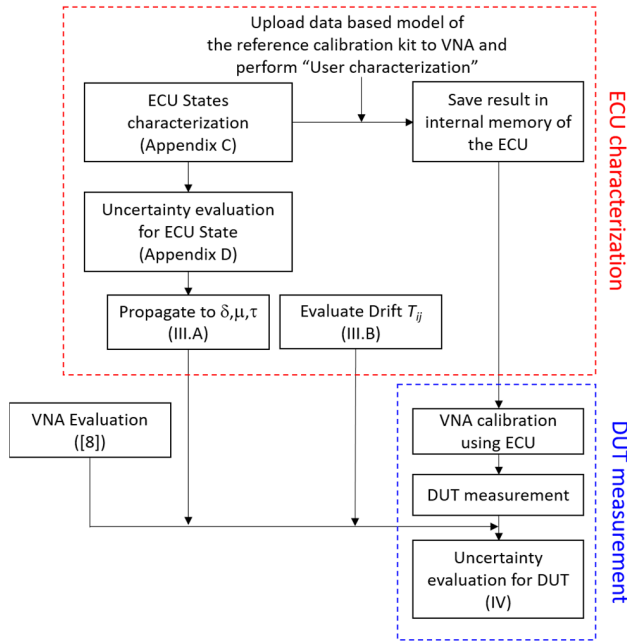 Upload data based model of
the reference calibration kit to VNA and
perform “User characterization”
ECU States
characterization
(Appendix C)
Save result in
internal memory of
the ECU
Uncertainty evaluation
for ECU State
(Appendix D)
Propagate to δ,μ,τ
(III.A)
Evaluate Drift Tij
(III.B)
ECU characterization
VNA Evaluation
([8])
VNA calibration
using ECU
DUT measurement
Uncertainty
evaluation for DUT
(IV)
DUT measurement